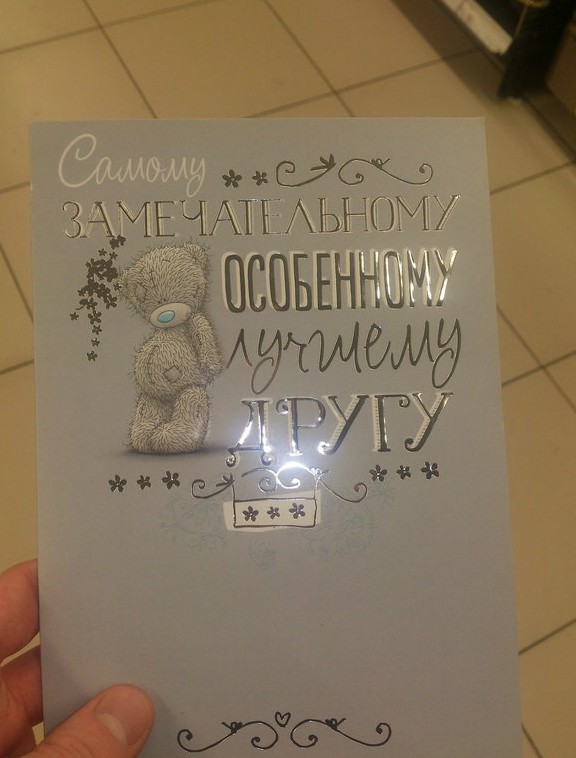 Самому
ЗАМЕЧАТЕЛЬНОМУ
ОСОБЕННОМУ
лучшему
ДРУГУ